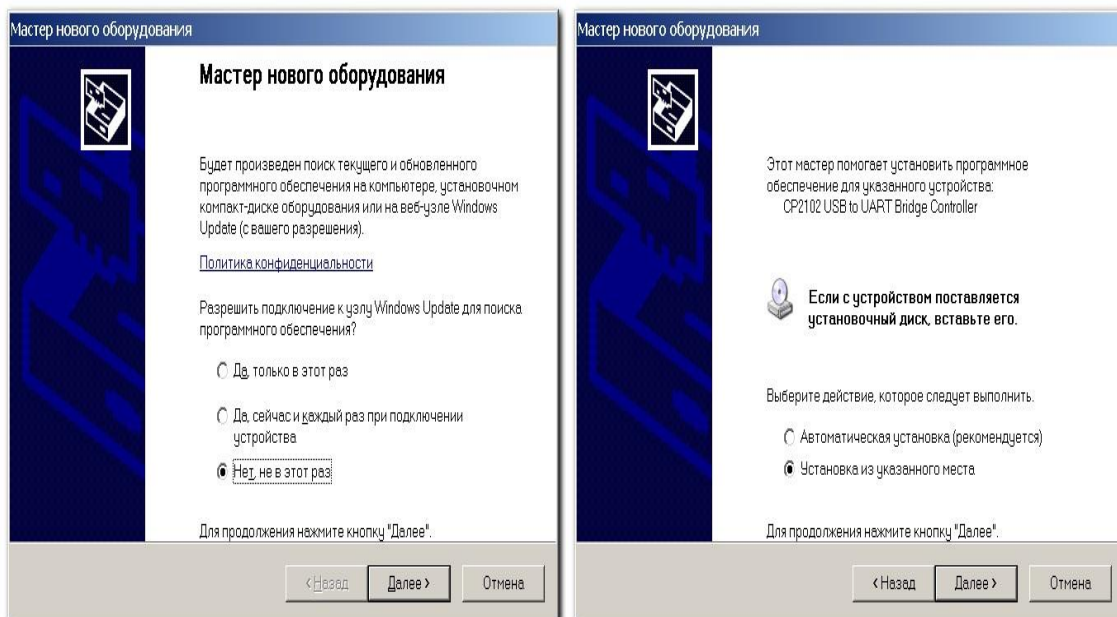 Мастер нового оборудования
Мастер нового оборудования
Будет произведен поиск текущего и обновленного
программного обеспечения на компьютере, установочном
компакт-диске оборудования или на веб-узле Windows
Update (с вашего разрешения).
Политика конфиденциальности
Разрешить подключение к узлу Windows Update для поиска
программного обеспечения?
Да, только в этот раз
Да, сейчас и каждый раз при подключении
устройства
Нет, не в этот раз
Для продолжения нажмите кнопку "Далее".
< Назад
Далее >
Отмена
Мастер нового оборудования
Этот мастер помогает установить программное
обеспечение для указанного устройства:
CP2102 USB to UART Bridge Controller
Если с устройством поставляется
установочный диск, вставьте его.
Выберите действие, которое следует выполнить.
Автоматическая установка (рекомендуется)
Установка из указанного места
Для продолжения нажмите кнопку "Далее".
< Назад
Далее >
Отмена